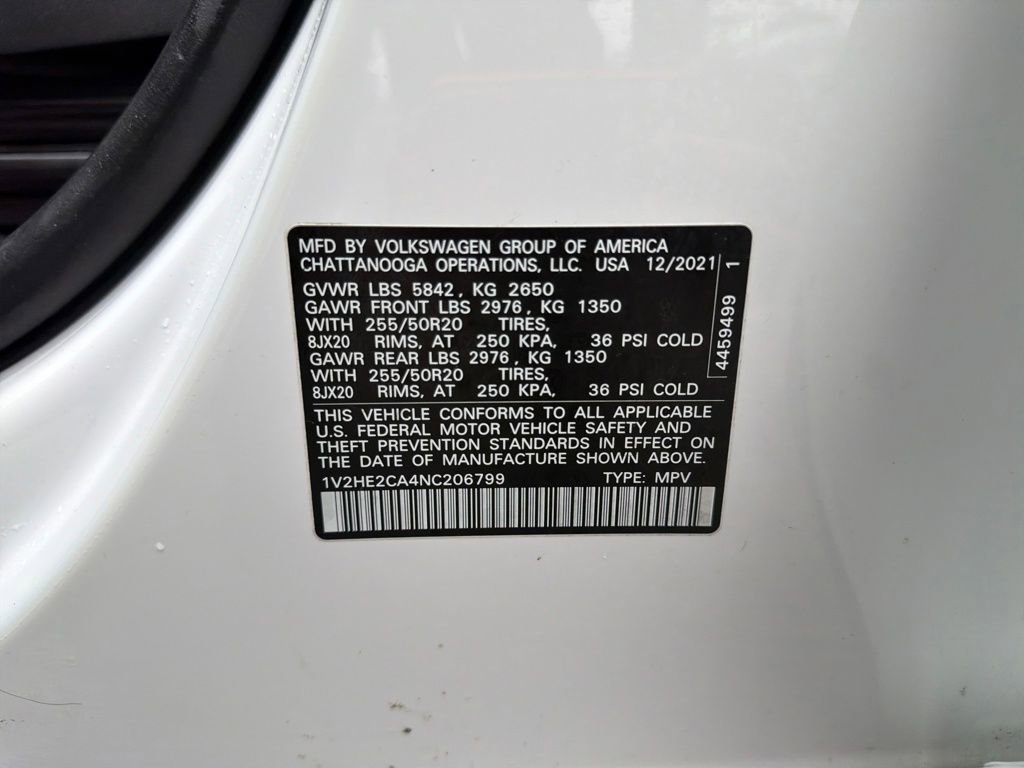 MFD BY VOLKSWAGEN GROUP OF AMERICA
CHATTANOOGA OPERATIONS, LLC. USA 12/2021
GVWR LBS 5842, KG 2650
GAWR FRONT LBS 2976, KG 1350
WITH 255/50R20 TIRES,
8JX20 RIMS, AT 250 KPA, 36 PSI COLD
GAWR REAR LBS 2976, KG 1350
WITH 255/50R20 TIRES,
8JX20 RIMS, AT 250 KPA, 36 PSI COLD
THIS VEHICLE CONFORMS TO ALL APPLICABLE
U.S. FEDERAL MOTOR VEHICLE SAFETY AND
THEFT PREVENTION STANDARDS IN EFFECT ON
THE DATE OF MANUFACTURE SHOWN ABOVE.
1V2HE2CA4NC206799 TYPE: MPV
4459499 1